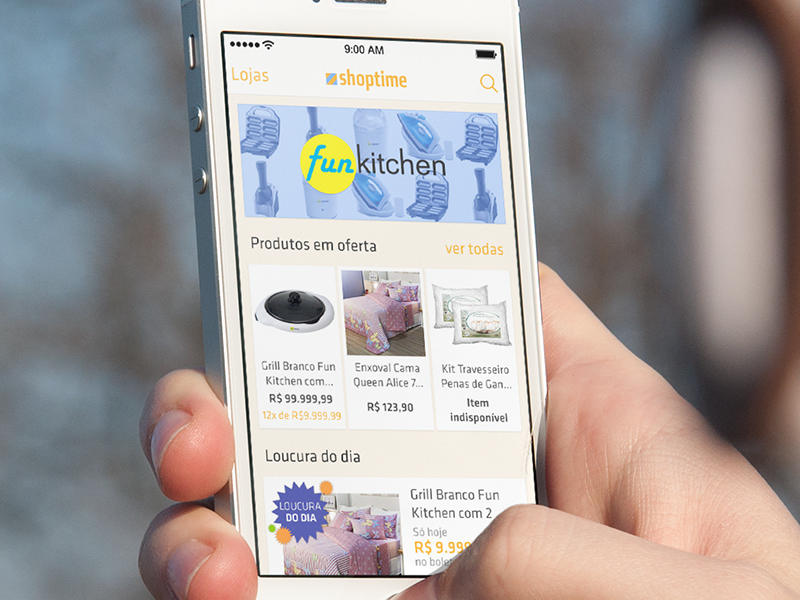 9:00 AM
Lojas
shoptime
fun kitchen
Produtos em oferta
ver todas
Grill Branco Fun
Kitchen com...
R$ 99.999,99
12x de R$9.999,99
Enxoval Cama
Queen Alice 7...
R$ 123,90
Kit Travesseiro
Penas de Gan...
Item
indisponível
Loucura do dia
LOUCURA
DO DIA
Grill Branco Fun
Kitchen com 2
Só hoje
R$ 9.999
no